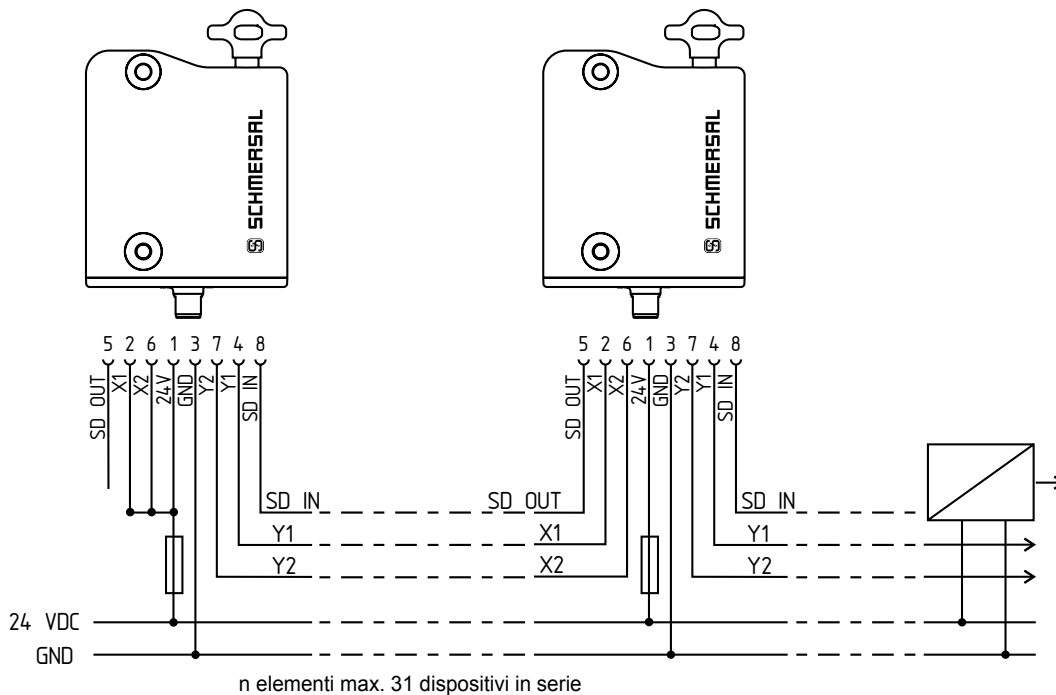 SCHMERSAL
SCHMERSAL
5 2 6 1 3 7 4 8
5 2 6 1 3 7 4 8
SD OUT
X1
X2
24V
GND
Y2
Y1
SD IN
SD OUT
X1
X2
24V
GND
Y2
Y1
SD IN
SD IN
SD OUT
SD IN
Y1
X1
Y1
Y2
X2
Y2
24 VDC
GND
n elementi max. 31 dispositivi in serie